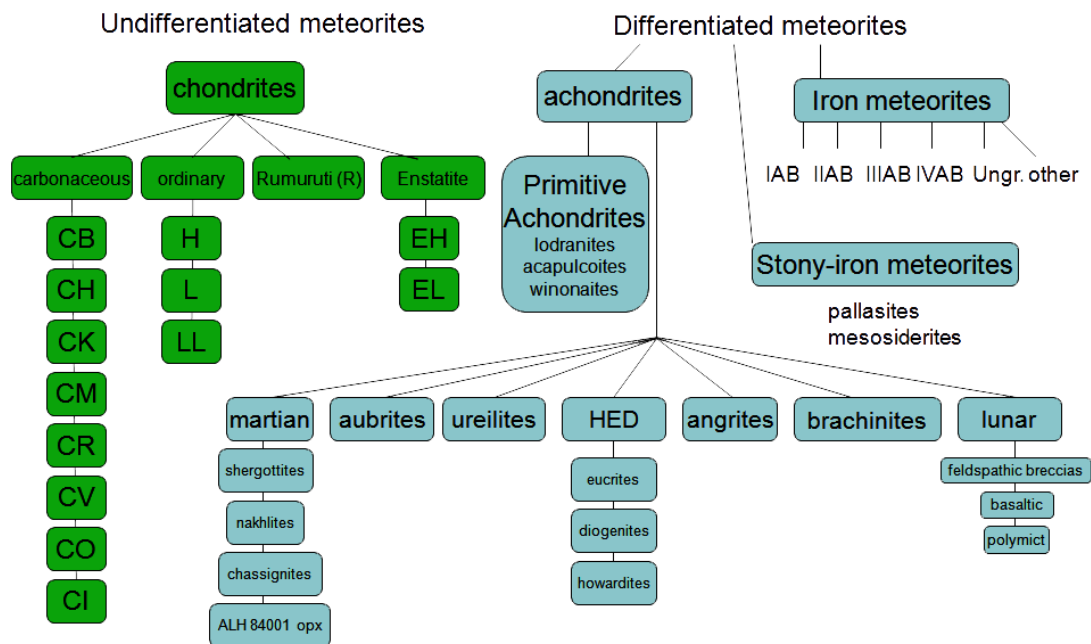 Undifferentiated meteorites
chondrites
carbonaceous
ordinary
Rumuruti (R)
Enstatite
CB
CH
CK
CM
CR
CV
CO
CI
H
L
LL
EH
EL
Differentiated meteorites
achondrites
Primitive
Achondrites
lodranites
acapulcoites
winonaites
Iron meteorites
IAB IIAB IIIAB IVAB Ungr. other
Stony-iron meteorites
pallasites
mesosiderites
martian
shergottites
nakhlites
chassignites
ALH 84001 opx
aubrites
ureilites
HED
eucrites
diogenites
howardites
angrites
brachinites
lunar
feldspathic breccias
basaltic
polymict